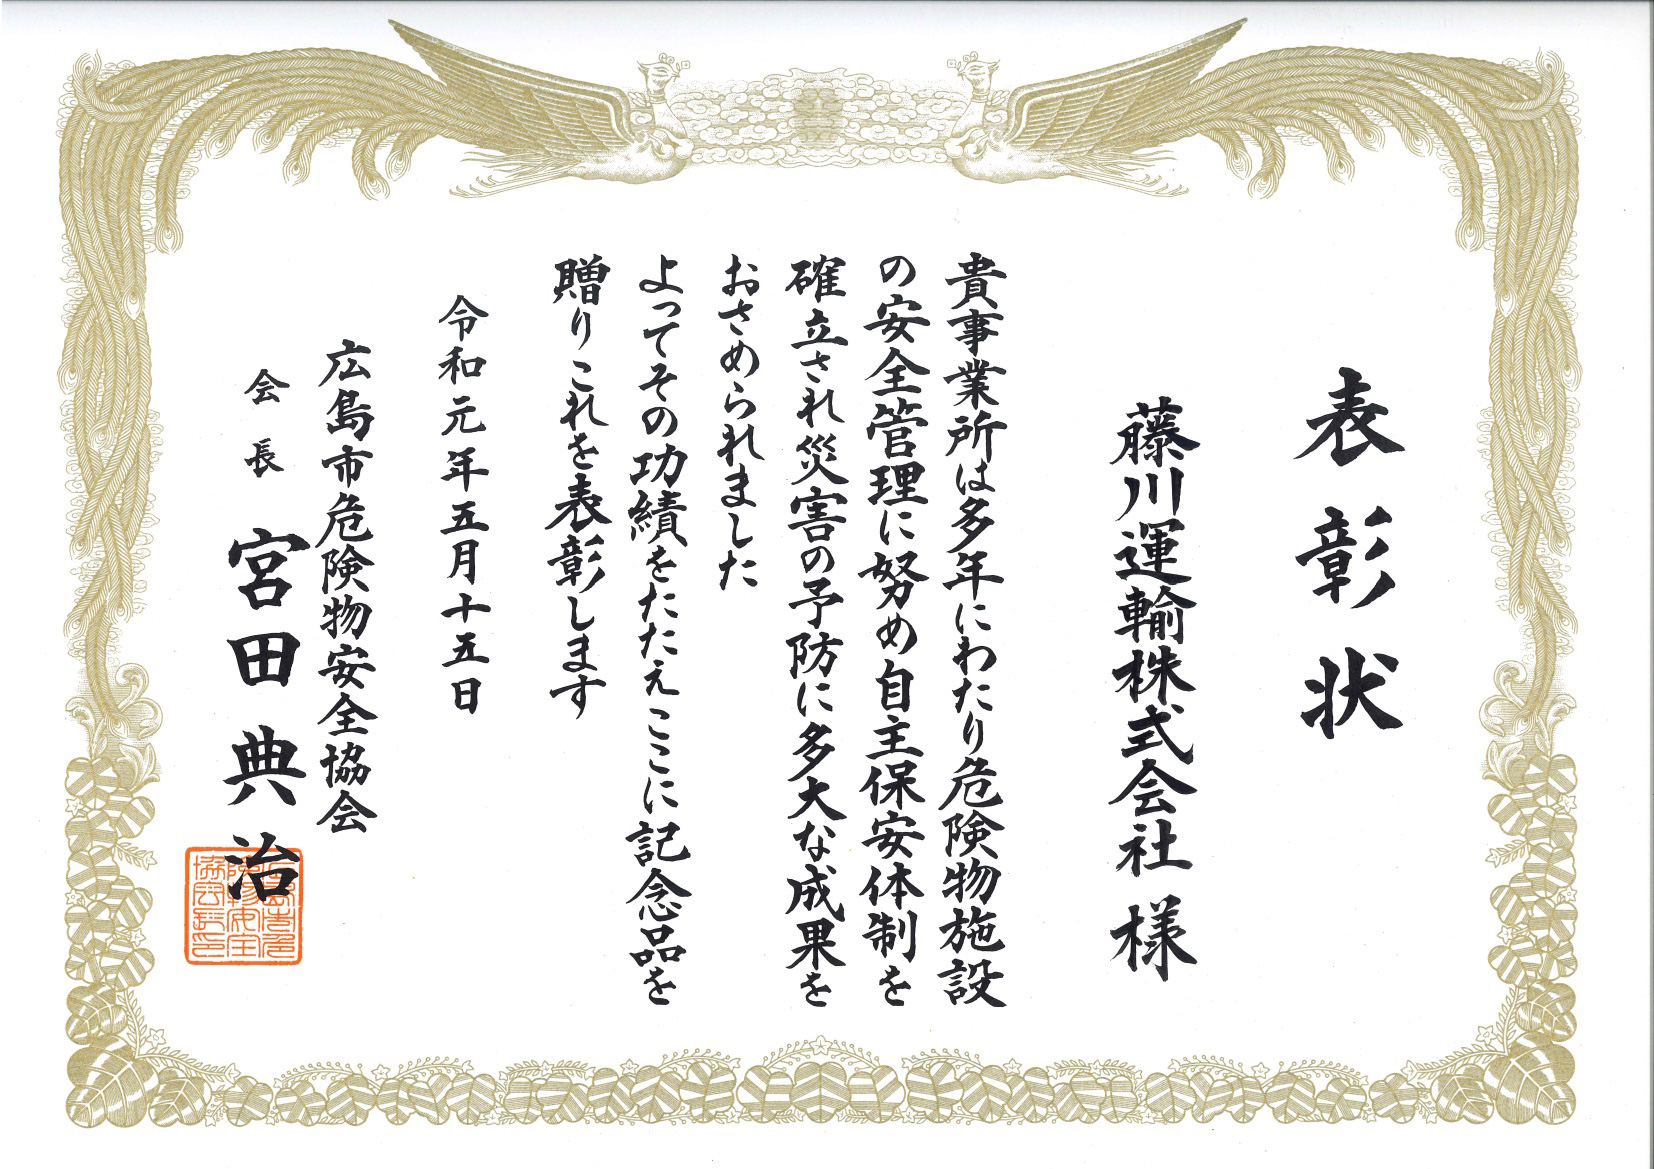 表彰状
藤川運輸株式会社 様
貴事業所は多年にわたり危険物施設
の安全管理に努め自主保安体制を
確立され災害の予防に多大な成果を
おさめられました
よってその功績をたたえここに記念品を
贈りこれを表彰します
令和元年五月十五日
広島市危険物安全協会
会長 宮田典治